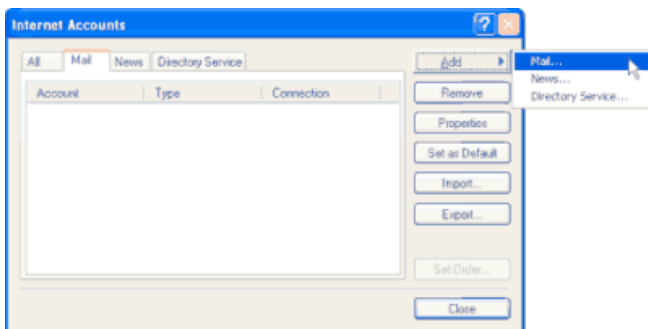 Internet Accounts
All Mail News Directory Service
Account Type Connection
Add
Remove
Properties
Set as Default
Import...
Export...
Set Order...
Close
Mail...
News...
Directory Service...